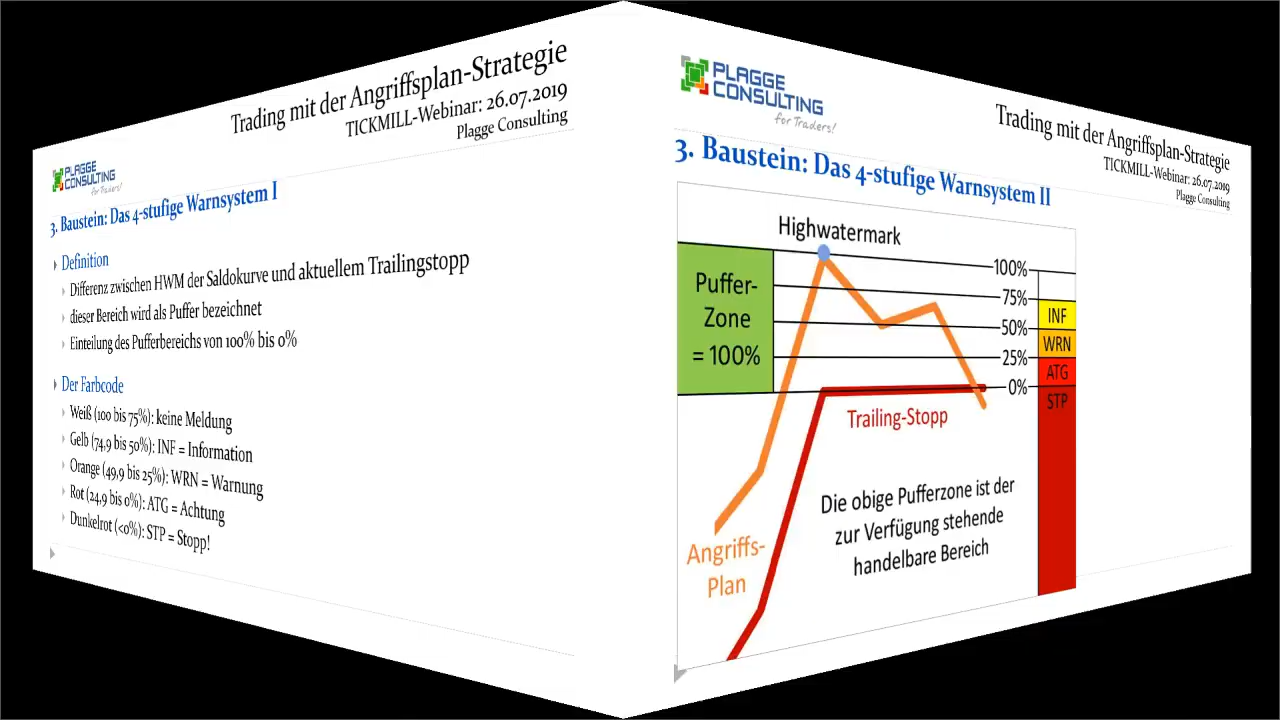 Trading mit der Angriffsplan-Strategie
TICKMILL-Webinar: 26.07.2019
Plagge Consulting
PLAGGE
CONSULTING
for Traders!
3. Baustein: Das 4-stufige Warnsystem I
Definition
Differenz zwischen HWM der Saldokurve und aktuellem Trailingstopp
dieser Bereich wird als Puffer bezeichnet
Einteilung des Pufferbereichs von 100% bis 0%
Der Farbcode
Weiß (100 bis 75%): keine Meldung
Gelb (74,9 bis 50%): INF = Information
Orange (49,9 bis 25%): WRN = Warnung
Rot (24,9 bis 0%): ATG = Achtung
Dunkelrot (<0%): STP = Stopp!
PLAGGE
CONSULTING
for Traders!
Trading mit der Angriffsplan-Strategie
TICKMILL-Webinar: 26.07.2019
Plagge Consulting
3. Baustein: Das 4-stufige Warnsystem II
Highwatermark
Puffer-
Zone
= 100%
100%
75%
50%
25%
0%
INF
WRN
ATG
STP
Trailing-Stopp
Die obige Pufferzone ist der
zur Verfügung stehende
handelbare Bereich
Angriffs-
Plan